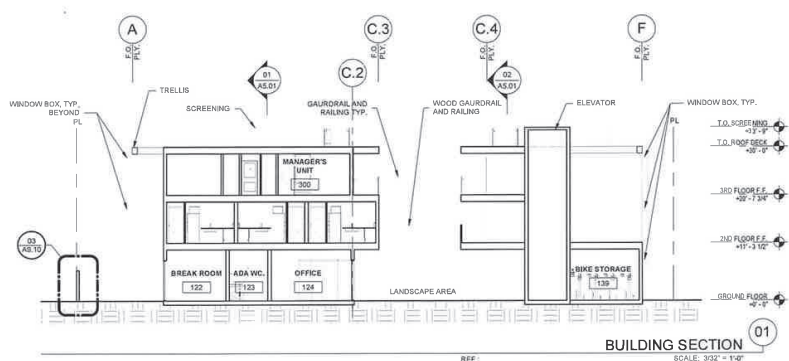 A
C.3
C.4
F
F.O. PLY.
F.O. PLY.
F.O. PLY.
F.O. PLY.
C.2
01
A5.01
02
A5.01
TRELLIS
WINDOW BOX, TYP.,
BEYOND
PL
SCREENING
GAURDRAIL AND
RAILING TYP.
WOOD GAURDRAIL
AND RAILING
ELEVATOR
WINDOW BOX, TYP.
PL
T.O. SCREENING
+33' - 9"
T.O. ROOF DECK
+30' - 0"
MANAGER'S
UNIT
300
3RD FLOOR F.F.
+20' - 7 3/4"
2ND FLOOR F.F.
+11' - 3 1/2"
03
A9.10
BREAK ROOM
122
ADA WC.
123
OFFICE
124
BIKE STORAGE
139
LANDSCAPE AREA
GROUND FLOOR
+0' - 0"
01
BUILDING SECTION
REF.:
SCALE: 3/32" = 1'-0"